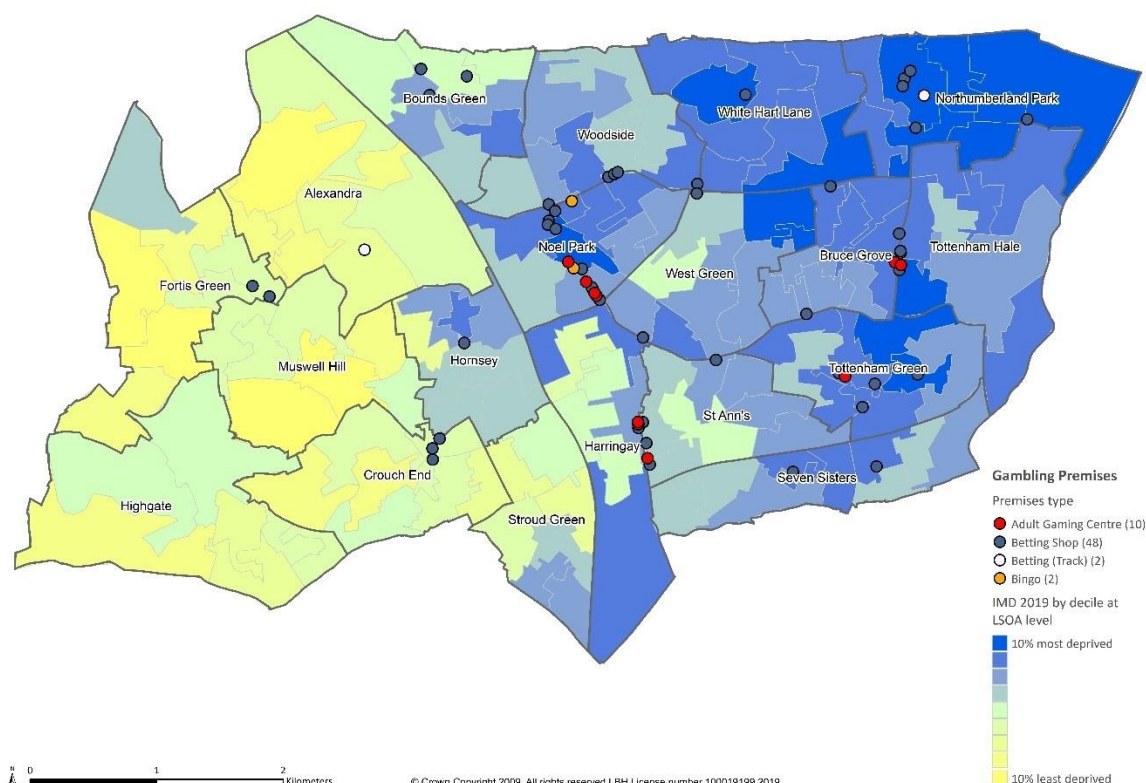 Bounds Green
Woodside
White Hart Lane
Northumberland Park
Alexandra
Noel Park
West Green
Bruce Grove
Tottenham Hale
Fortis Green
Muswell Hill
Hornsey
Tottenham Green
St Ann's
Harringay
Crouch End
Seven Sisters
Highgate
Stroud Green
Gambling Premises
Premises type
Adult Gaming Centre (10)
Betting Shop (48)
Betting (Track) (2)
Bingo (2)
IMD 2019 by decile at
LSOA level
10% most deprived
10% least deprived
N
0 1 2
Kilometers
© Crown Copyright 2009. All rights reserved LBH License number 100019199 2019